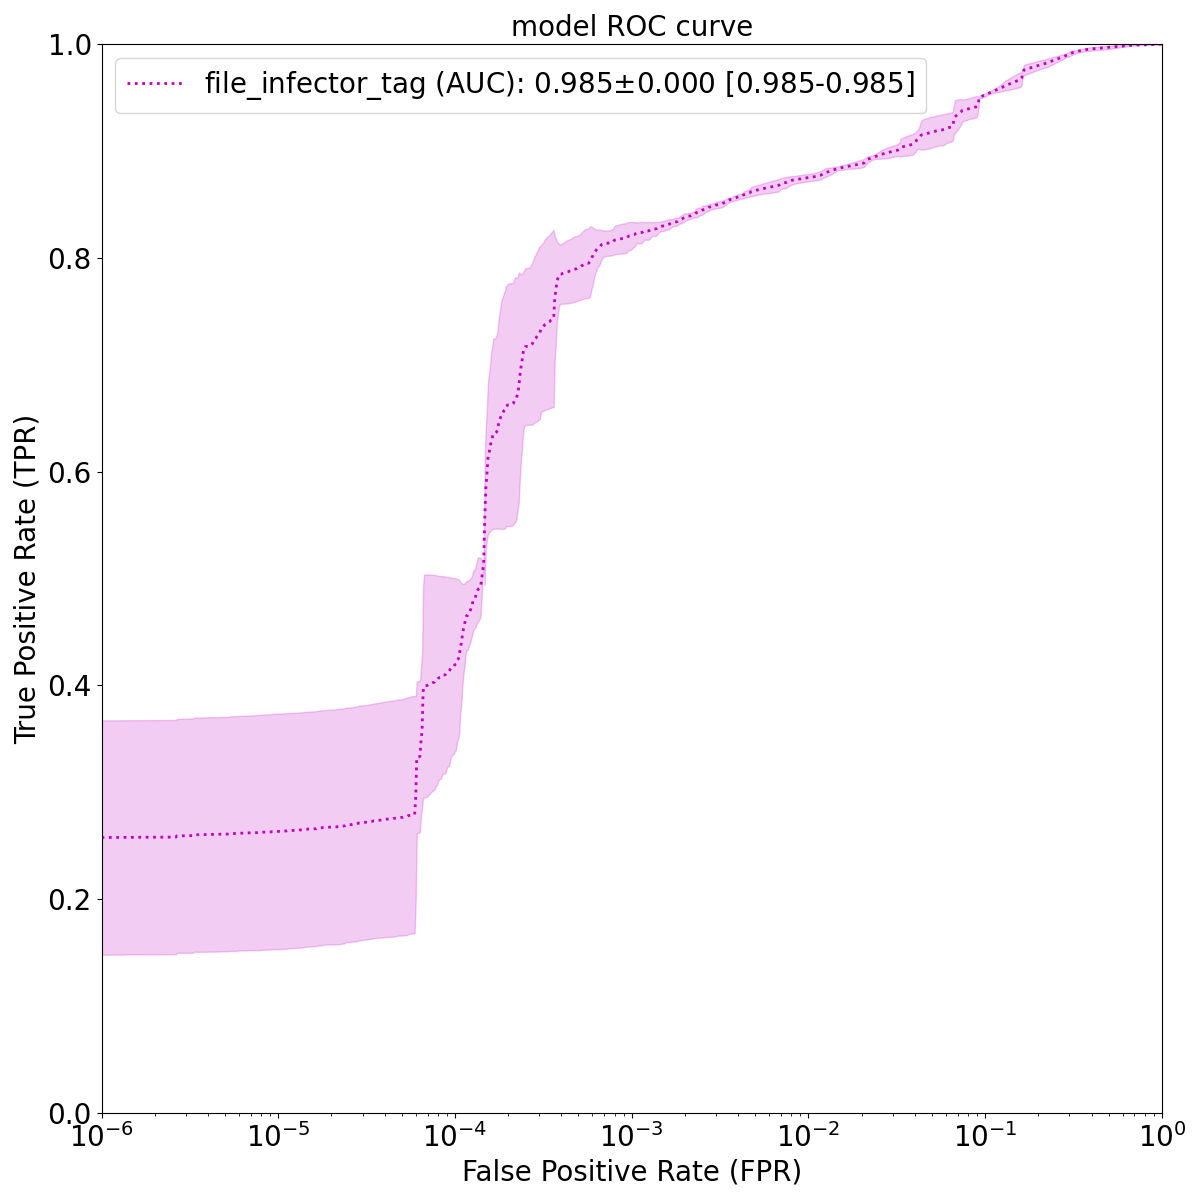 model ROC curve
file_infector_tag (AUC): 0.985±0.000 [0.985-0.985]
True Positive Rate (TPR)
1.0
0.8
0.6
0.4
0.2
0.0
10⁻⁶ 10⁻⁵ 10⁻⁴ 10⁻³ 10⁻² 10⁻¹ 10⁰
False Positive Rate (FPR)